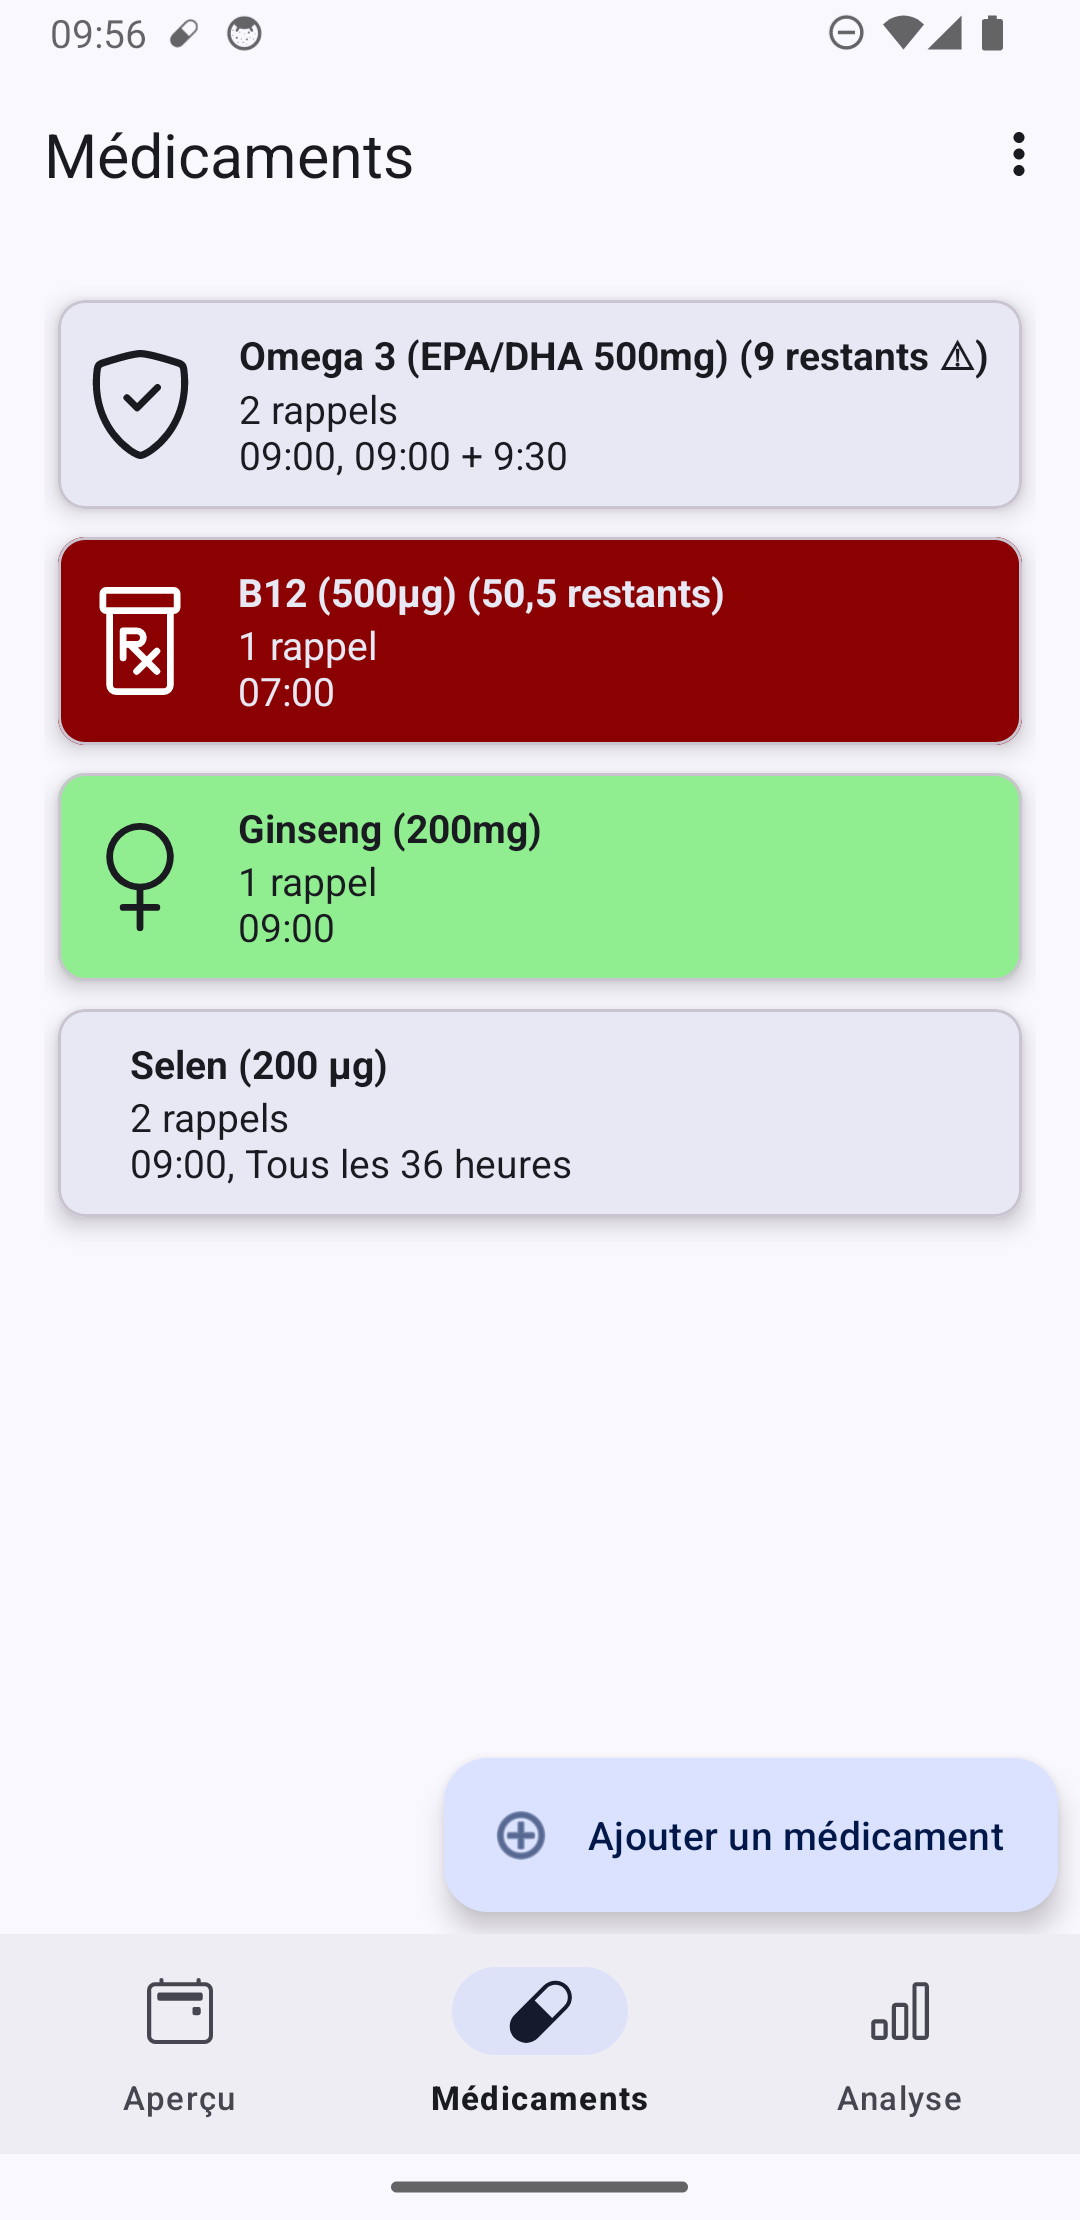 09:56
Médicaments
Omega 3 (EPA/DHA 500mg) (9 restants ⚠)
2 rappels
09:00, 09:00 + 9:30
B12 (500µg) (50,5 restants)
1 rappel
07:00
Ginseng (200mg)
1 rappel
09:00
Selen (200 µg)
2 rappels
09:00, Tous les 36 heures
Ajouter un médicament
Aperçu
Médicaments
Analyse